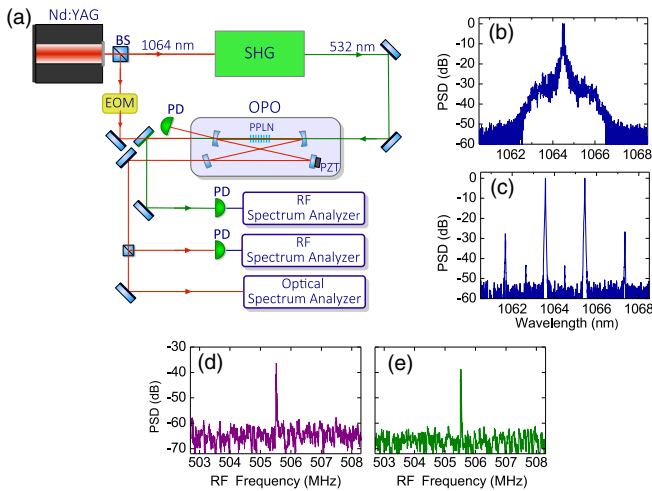 (a)
Nd:YAG
BS
1064 nm
SHG
532 nm
EOM
PD
OPO
PPLN
PZT
PD
RF
Spectrum Analyzer
PD
RF
Spectrum Analyzer
Optical
Spectrum Analyzer
(b)
PSD (dB)
0
-10
-20
-30
-40
-50
-60
1062 1064 1066 1068
(c)
PSD (dB)
0
-10
-20
-30
-40
-50
-60
1062 1064 1066 1068
Wavelength (nm)
(d)
PSD (dB)
-30
-40
-50
-60
-70
503 504 505 506 507 508
RF Frequency (MHz)
(e)
503 504 505 506 507 508
RF Frequency (MHz)